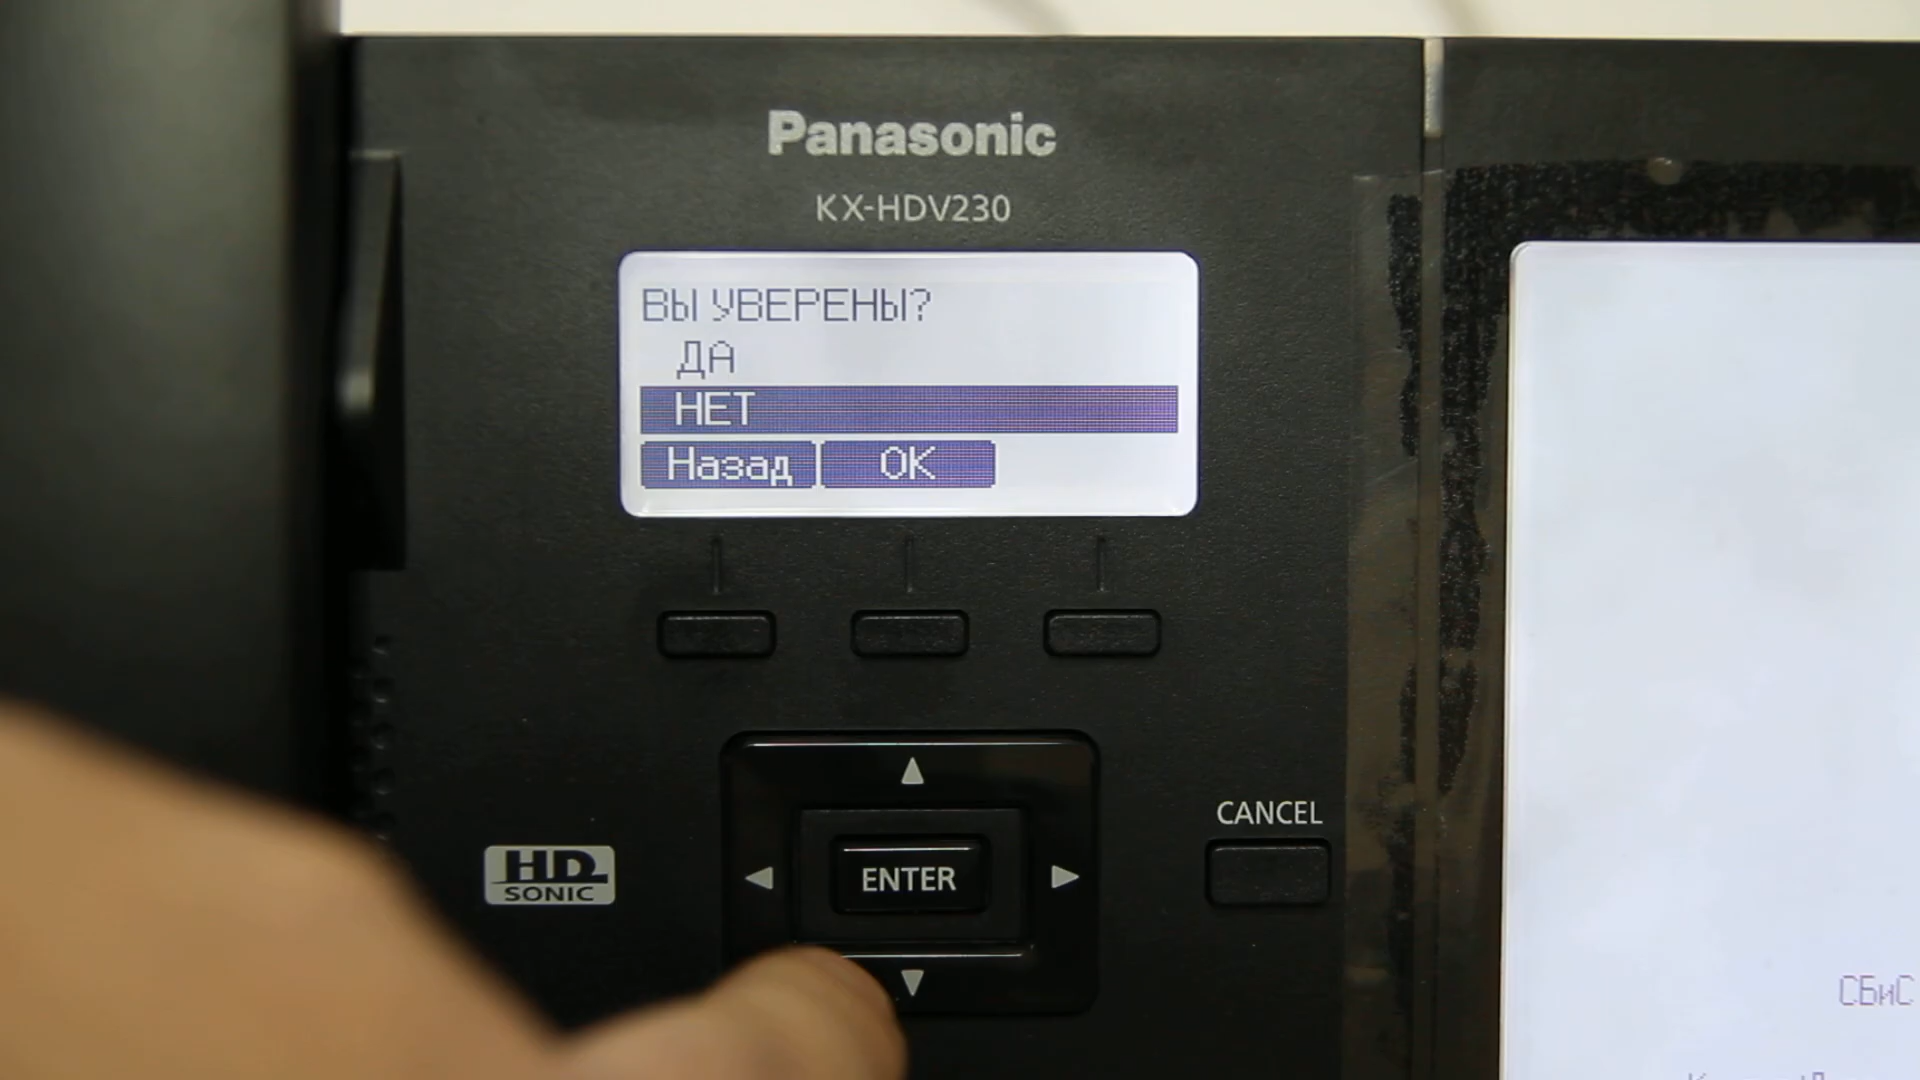 Panasonic
KX-HDV230
ВЫ УВЕРЕНЫ?
ДА
НЕТ
Назад OK
ENTER
CANCEL
HD
SONIC
СБиС